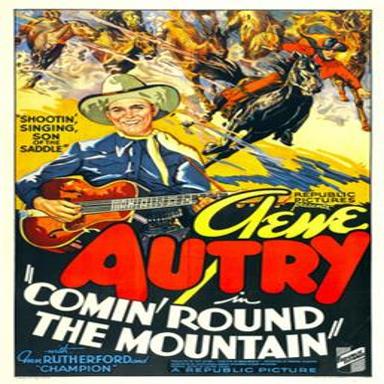 "SHOOTIN',
SINGING,
SON
OF THE
SADDLE"
REPUBLIC
PICTURES
Gene
AUTRY
in
"COMIN' ROUND
THE MOUNTAIN"
with
Ann RUTHERFORD and
"CHAMPION"
A REPUBLIC PICTURE